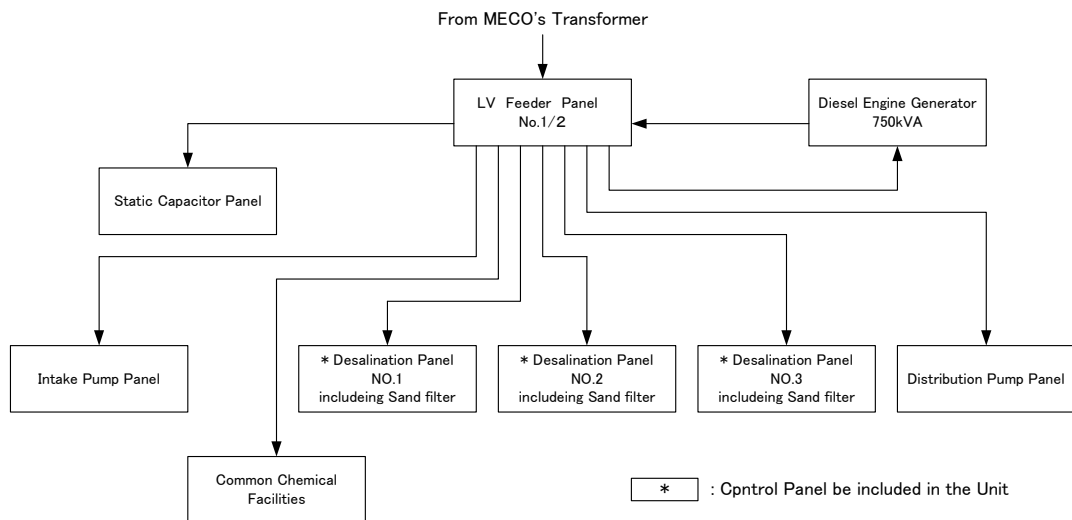 From MECO's Transformer
LV Feeder Panel
No.1/2
Diesel Engine Generator
750kVA
Static Capacitor Panel
Intake Pump Panel
* Desalination Panel
NO.1
includeing Sand filter
* Desalination Panel
NO.2
includeing Sand filter
* Desalination Panel
NO.3
includeing Sand filter
Distribution Pump Panel
Common Chemical
Facilities
* : Cpntrol Panel be included in the Unit